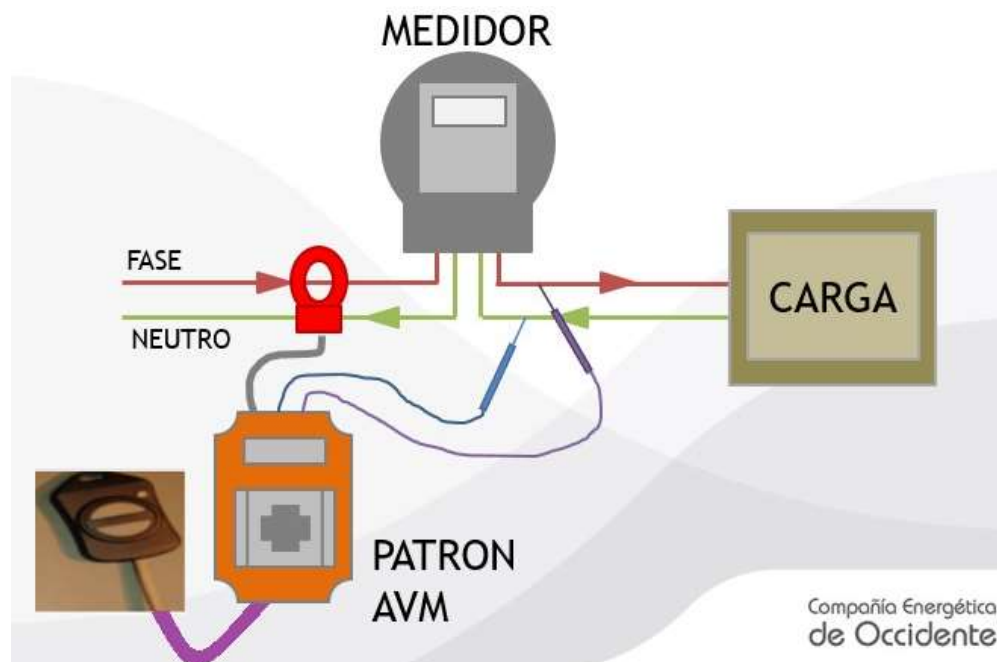 MEDIDOR
FASE
NEUTRO
CARGA
PATRON
AVM
Compañía Energética
de Occidente